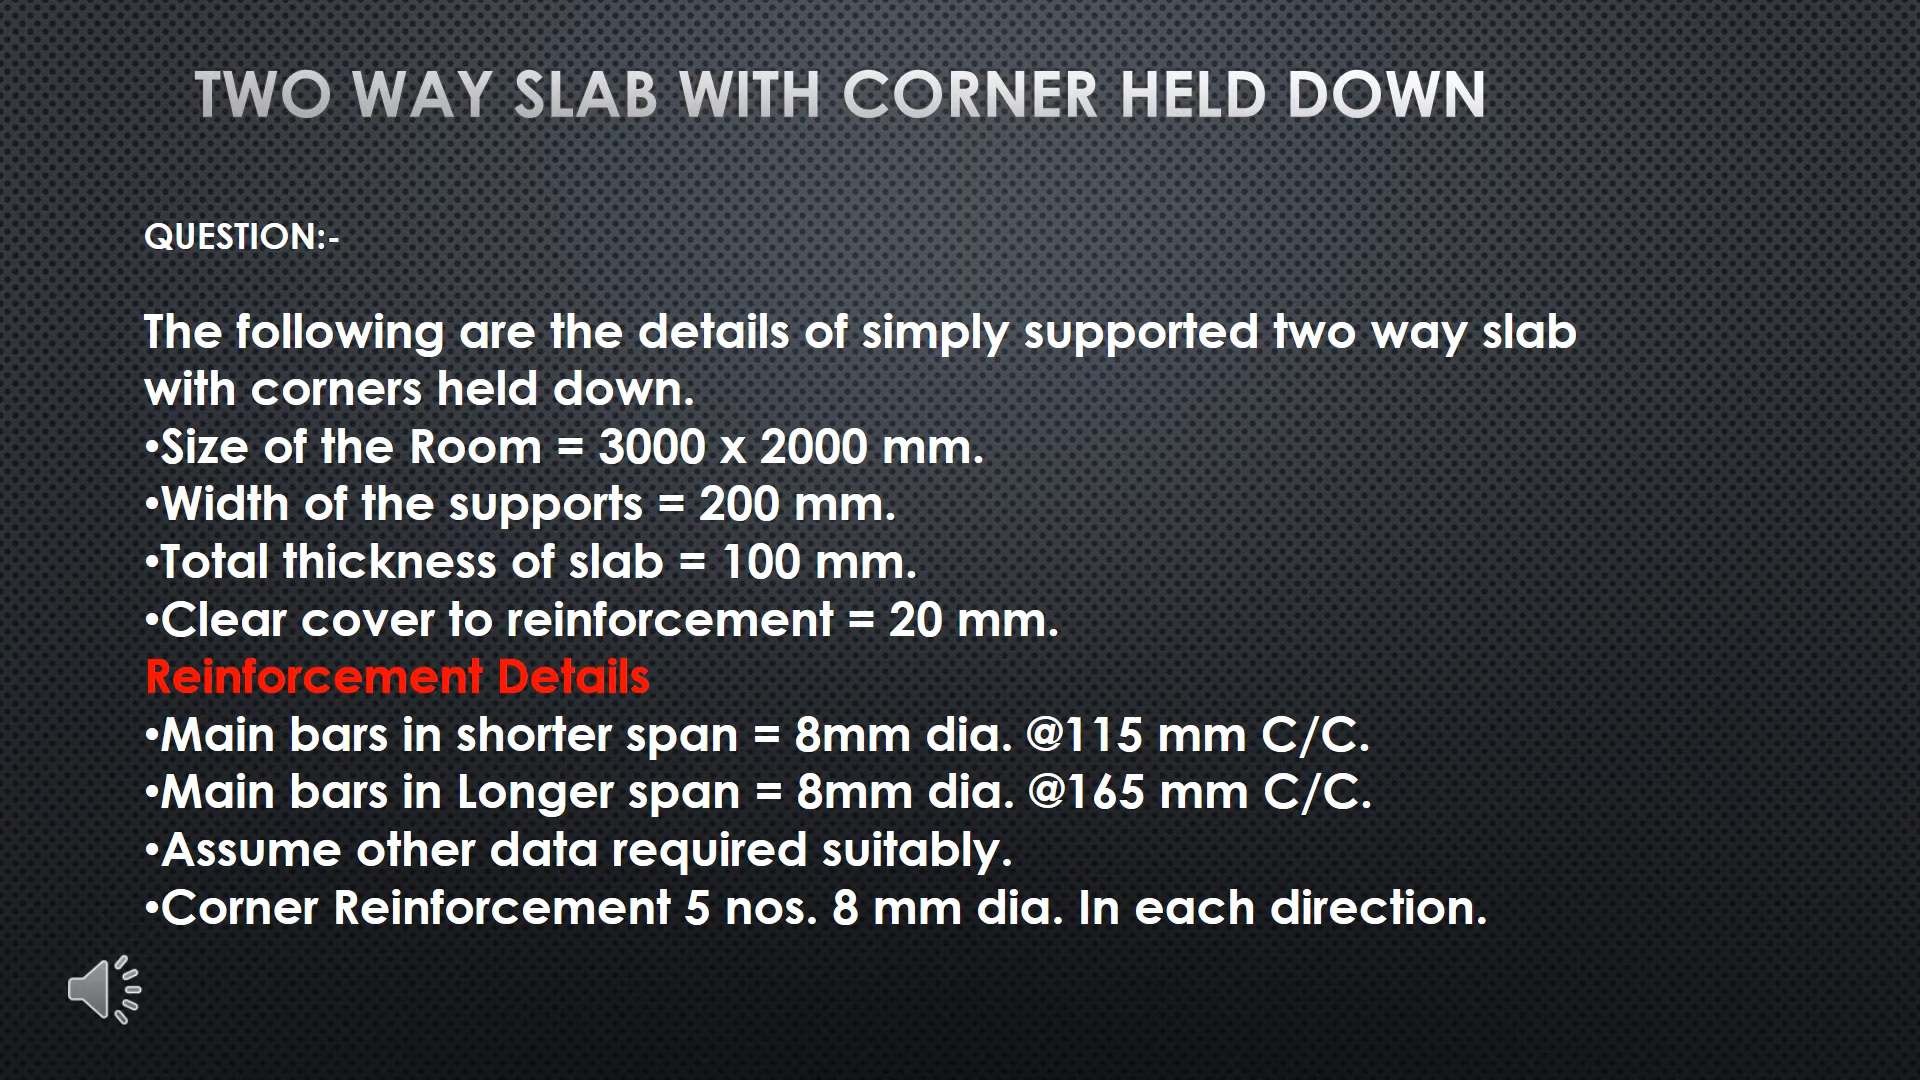 TWO WAY SLAB WITH CORNER HELD DOWN
QUESTION:-
The following are the details of simply supported two way slab
with corners held down.
•Size of the Room = 3000 x 2000 mm.
•Width of the supports = 200 mm.
•Total thickness of slab = 100 mm.
•Clear cover to reinforcement = 20 mm.
Reinforcement Details
•Main bars in shorter span = 8mm dia. @115 mm C/C.
•Main bars in Longer span = 8mm dia. @165 mm C/C.
•Assume other data required suitably.
•Corner Reinforcement 5 nos. 8 mm dia. In each direction.